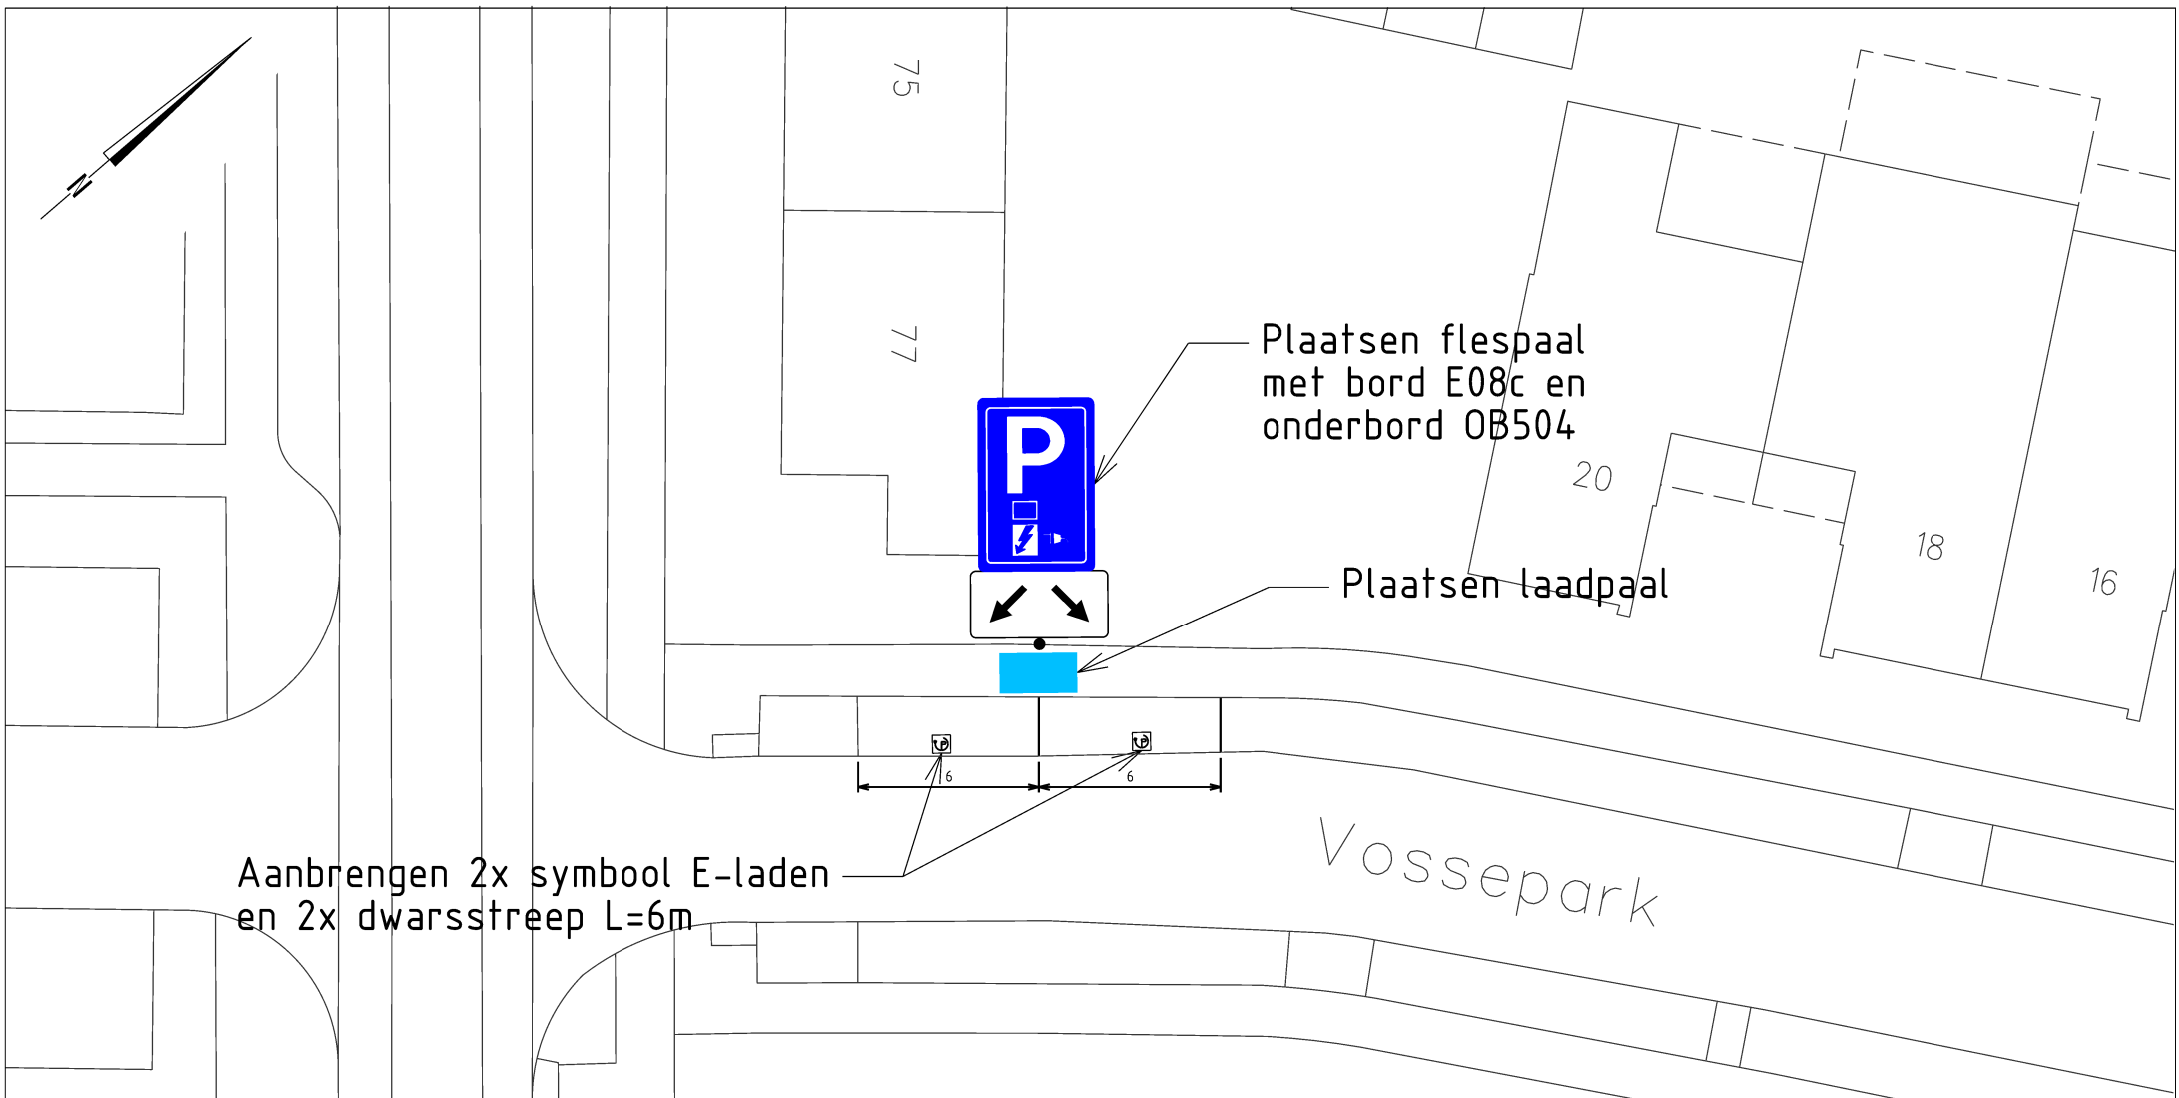 N
75
77
P
Plaatsen flespaal
met bord E08c en
onderbord OB504
20
18
16
Plaatsen laadpaal
6
6
Aanbrengen 2x symbool E-laden
en 2x dwarsstreep L=6m
Vossepark